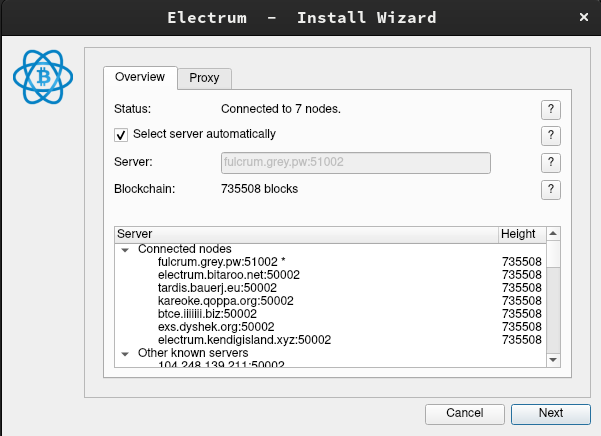 Electrum – Install Wizard
×
Overview
Proxy
Status: Connected to 7 nodes. ?
Select server automatically ?
Server: fulcrum.grey.pw:51002 ?
Blockchain: 735508 blocks ?
Server Height
Connected nodes
fulcrum.grey.pw:51002 * 735508
electrum.bitaroo.net:50002 735508
tardis.bauerj.eu:50002 735508
kareoke.qoppa.org:50002 735508
btce.iiiiiii.biz:50002 735508
exs.dyshek.org:50002 735508
electrum.kendigisland.xyz:50002 735508
Other known servers
104.248.139.211:50002
Cancel
Next